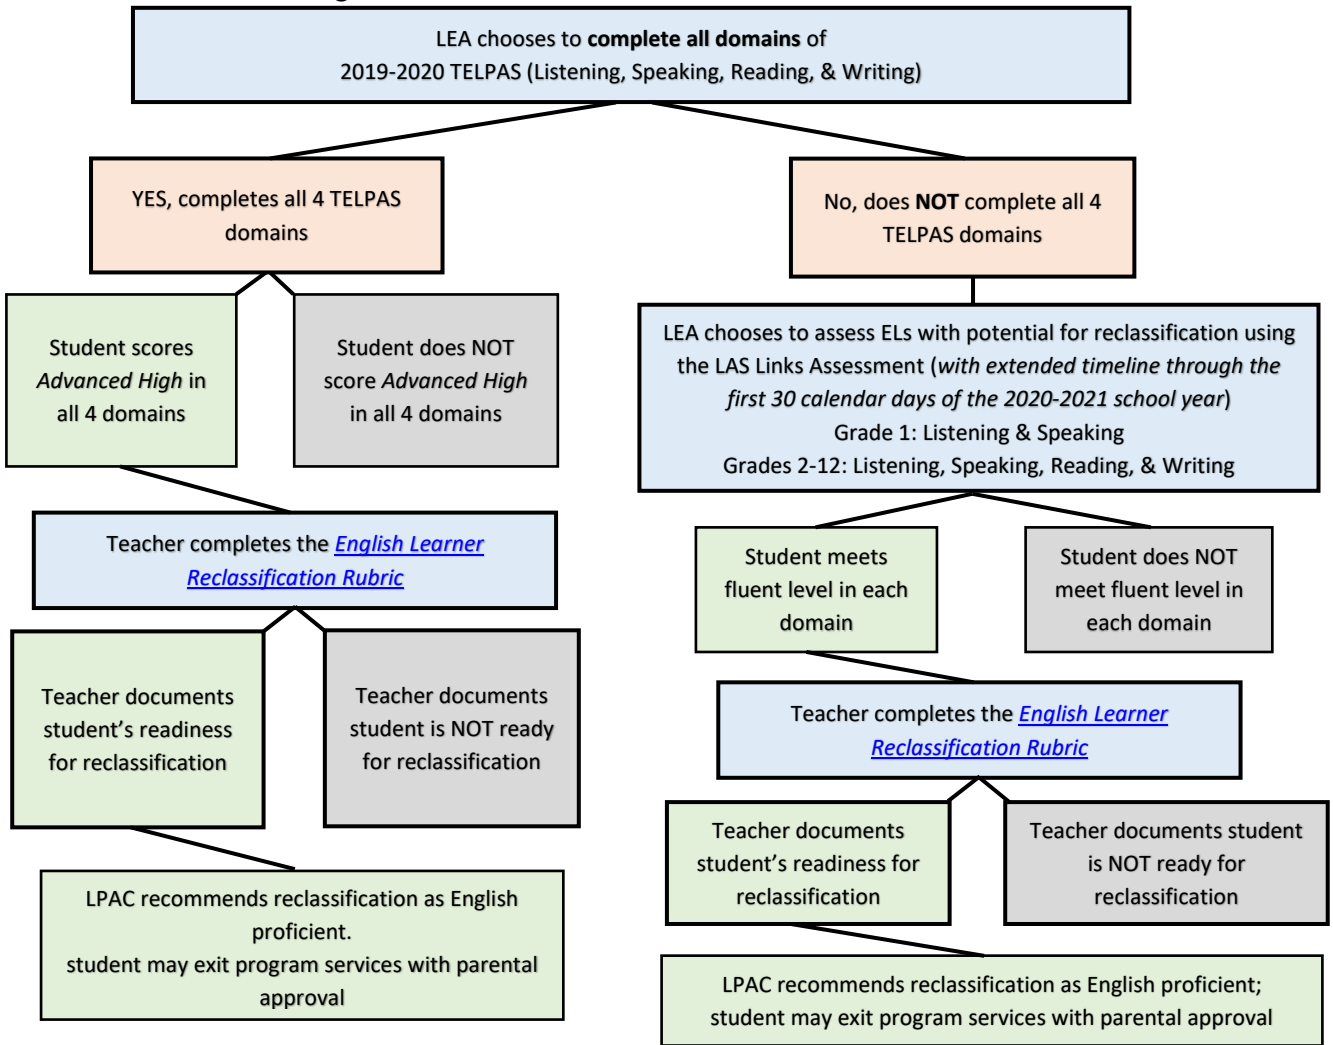 LEA chooses to complete all domains of
2019-2020 TELPAS (Listening, Speaking, Reading, & Writing)
YES, completes all 4 TELPAS
domains
No, does NOT complete all 4
TELPAS domains
Student scores
Advanced High in
all 4 domains
Student does NOT
score Advanced High
in all 4 domains
LEA chooses to assess ELs with potential for reclassification using
the LAS Links Assessment (with extended timeline through the
first 30 calendar days of the 2020-2021 school year)
Grade 1: Listening & Speaking
Grades 2-12: Listening, Speaking, Reading, & Writing
Teacher completes the English Learner
Reclassification Rubric
Student meets
fluent level in each
domain
Student does NOT
meet fluent level in
each domain
Teacher documents
student’s readiness
for reclassification
Teacher documents
student is NOT ready
for reclassification
Teacher completes the English Learner
Reclassification Rubric
Teacher documents
student’s readiness for
reclassification
Teacher documents student
is NOT ready for
reclassification
LPAC recommends reclassification as English
proficient.
student may exit program services with parental
approval
LPAC recommends reclassification as English proficient;
student may exit program services with parental approval